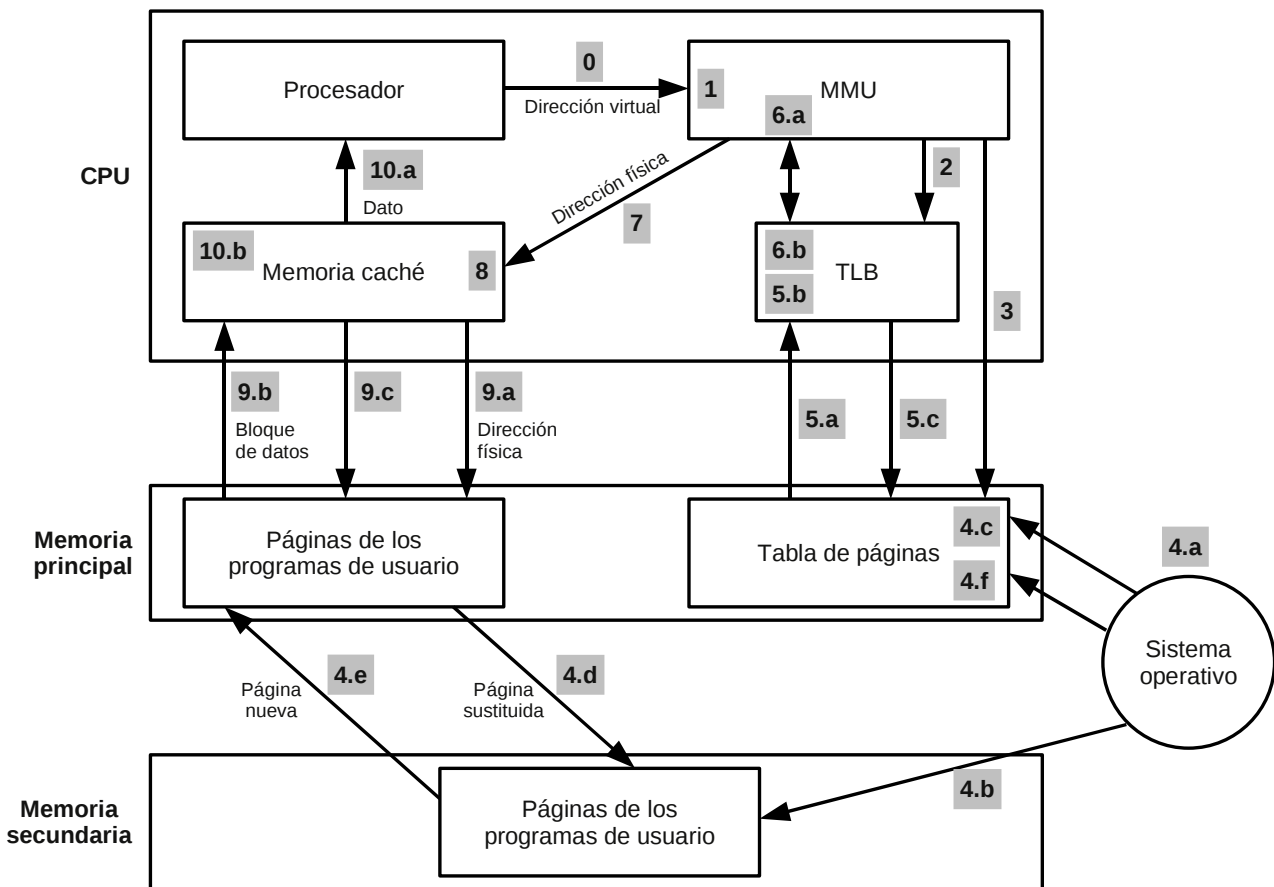 0
Procesador
1
MMU
Dirección virtual
6.a
CPU
10.a
Dirección física
2
Dato
7
10.b
Memoria caché
8
6.b
TLB
5.b
3
9.b
9.c
9.a
5.a
5.c
Bloque
de datos
Dirección
física
Memoria
principal
Páginas de los
programas de usuario
Tabla de páginas
4.c
4.f
4.a
Sistema
operativo
4.e
4.d
Página
nueva
Página
sustituida
4.b
Memoria
secundaria
Páginas de los
programas de usuario